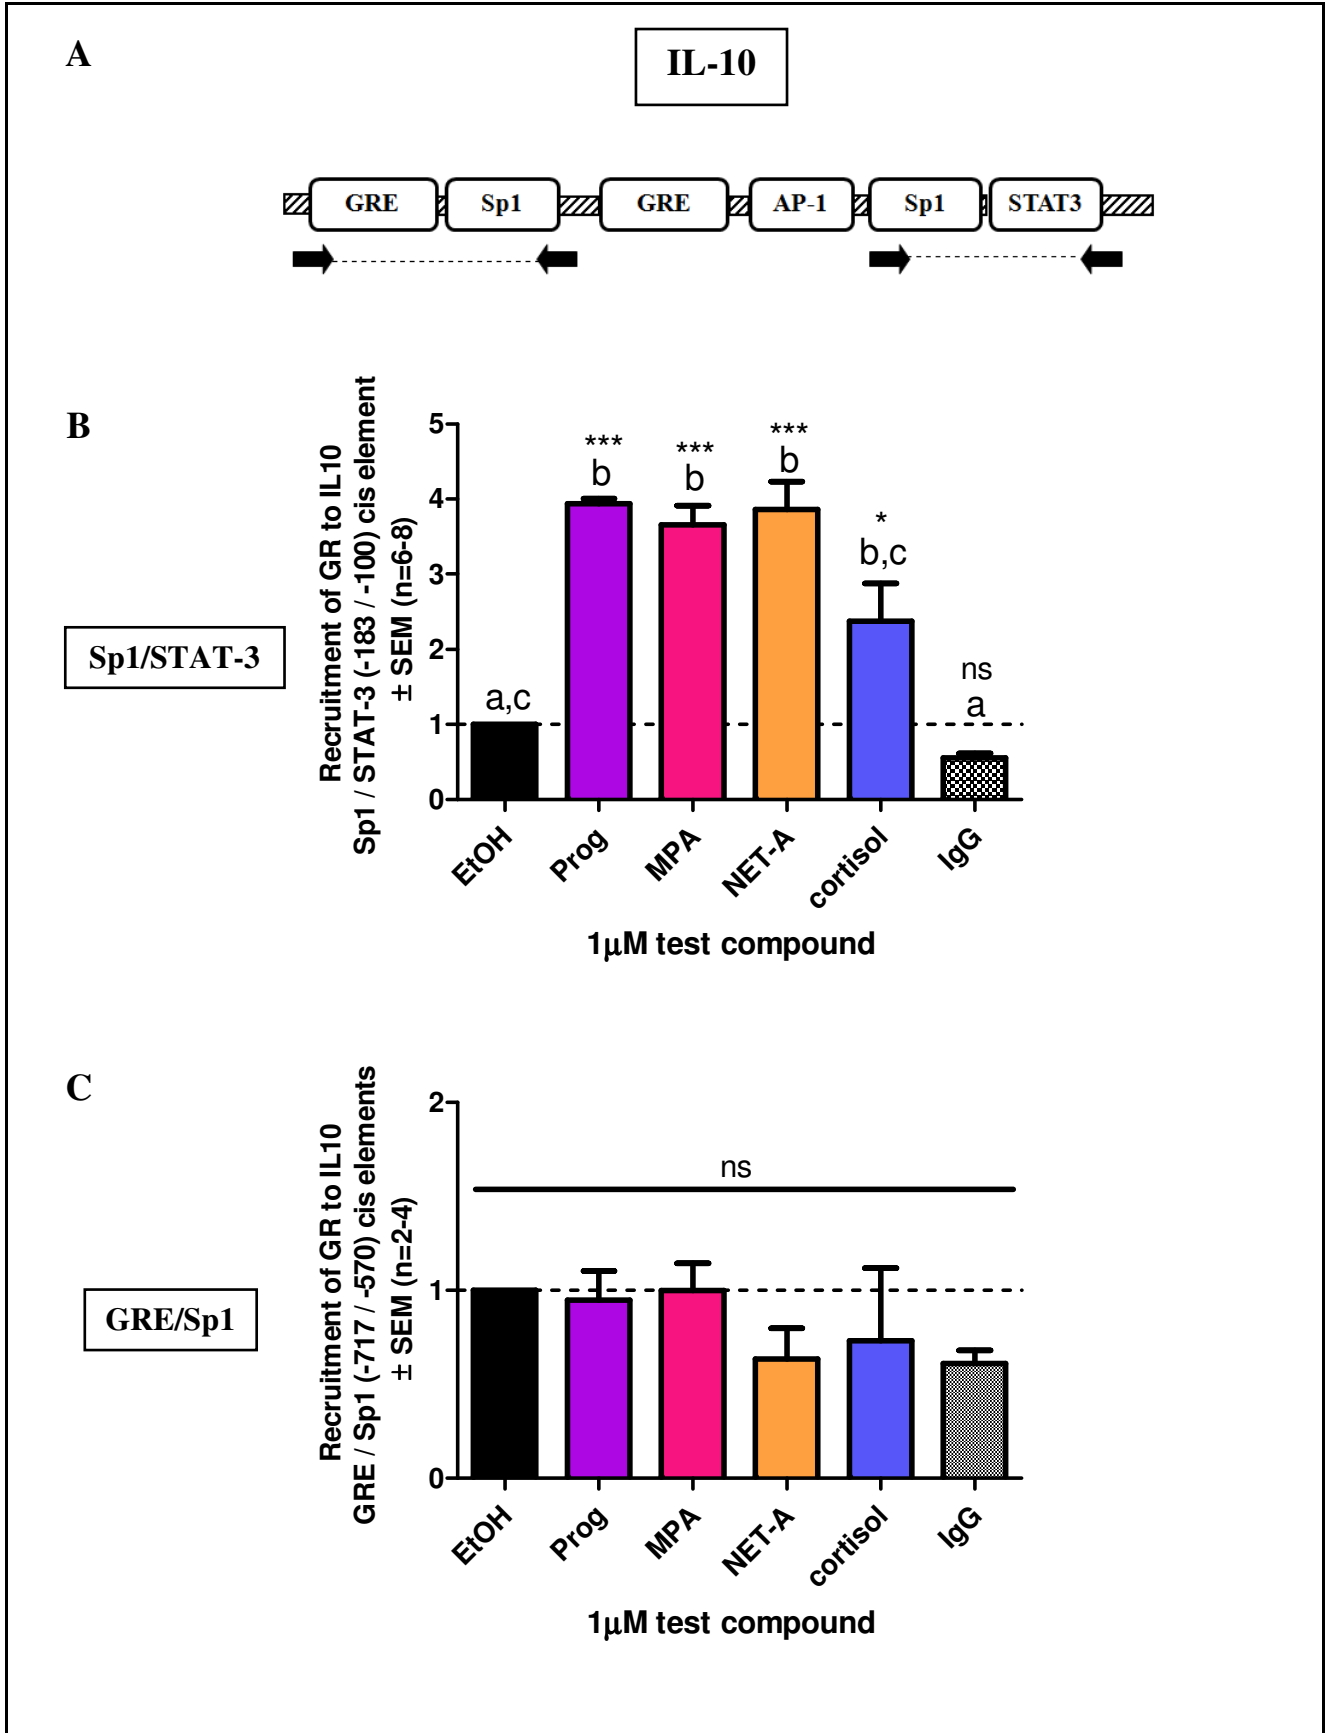 A
IL-10
GRE Sp1 GRE AP-1 Sp1 STAT3
B
Sp1/STAT-3
Recruitment of GR to IL10
Sp1 / STAT-3 (-183 / -100) cis element
± SEM (n=6-8)
5
4
3
2
1
0
a,c
***
b
***
b
***
b
*
b,c
ns
a
EtOH
Prog
MPA
NET-A
cortisol
IgG
1µM test compound
C
GRE/Sp1
Recruitment of GR to IL10
GRE / Sp1 (-717 / -570) cis elements
± SEM (n=2-4)
2
1
0
ns
EtOH
Prog
MPA
NET-A
cortisol
IgG
1µM test compound